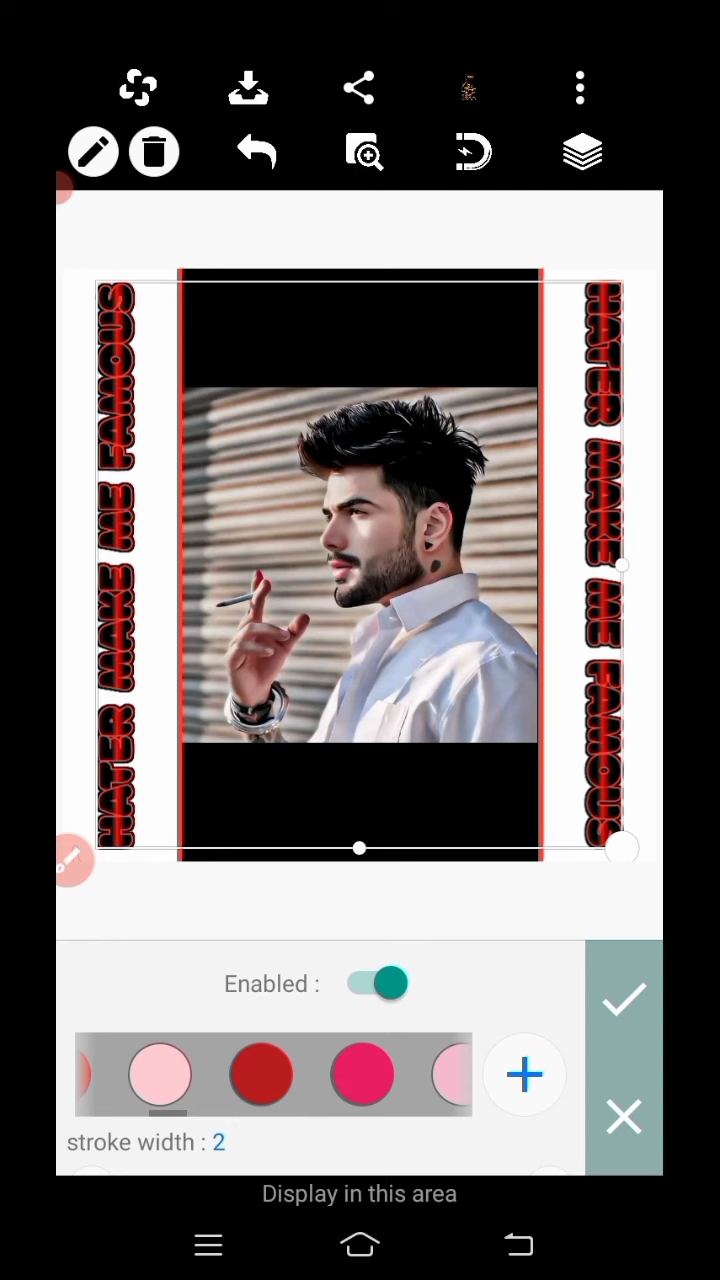 HATER MAKE ME FAMOUS
HATER MAKE ME FAMOUS
Enabled :
stroke width : 2
Display in this area